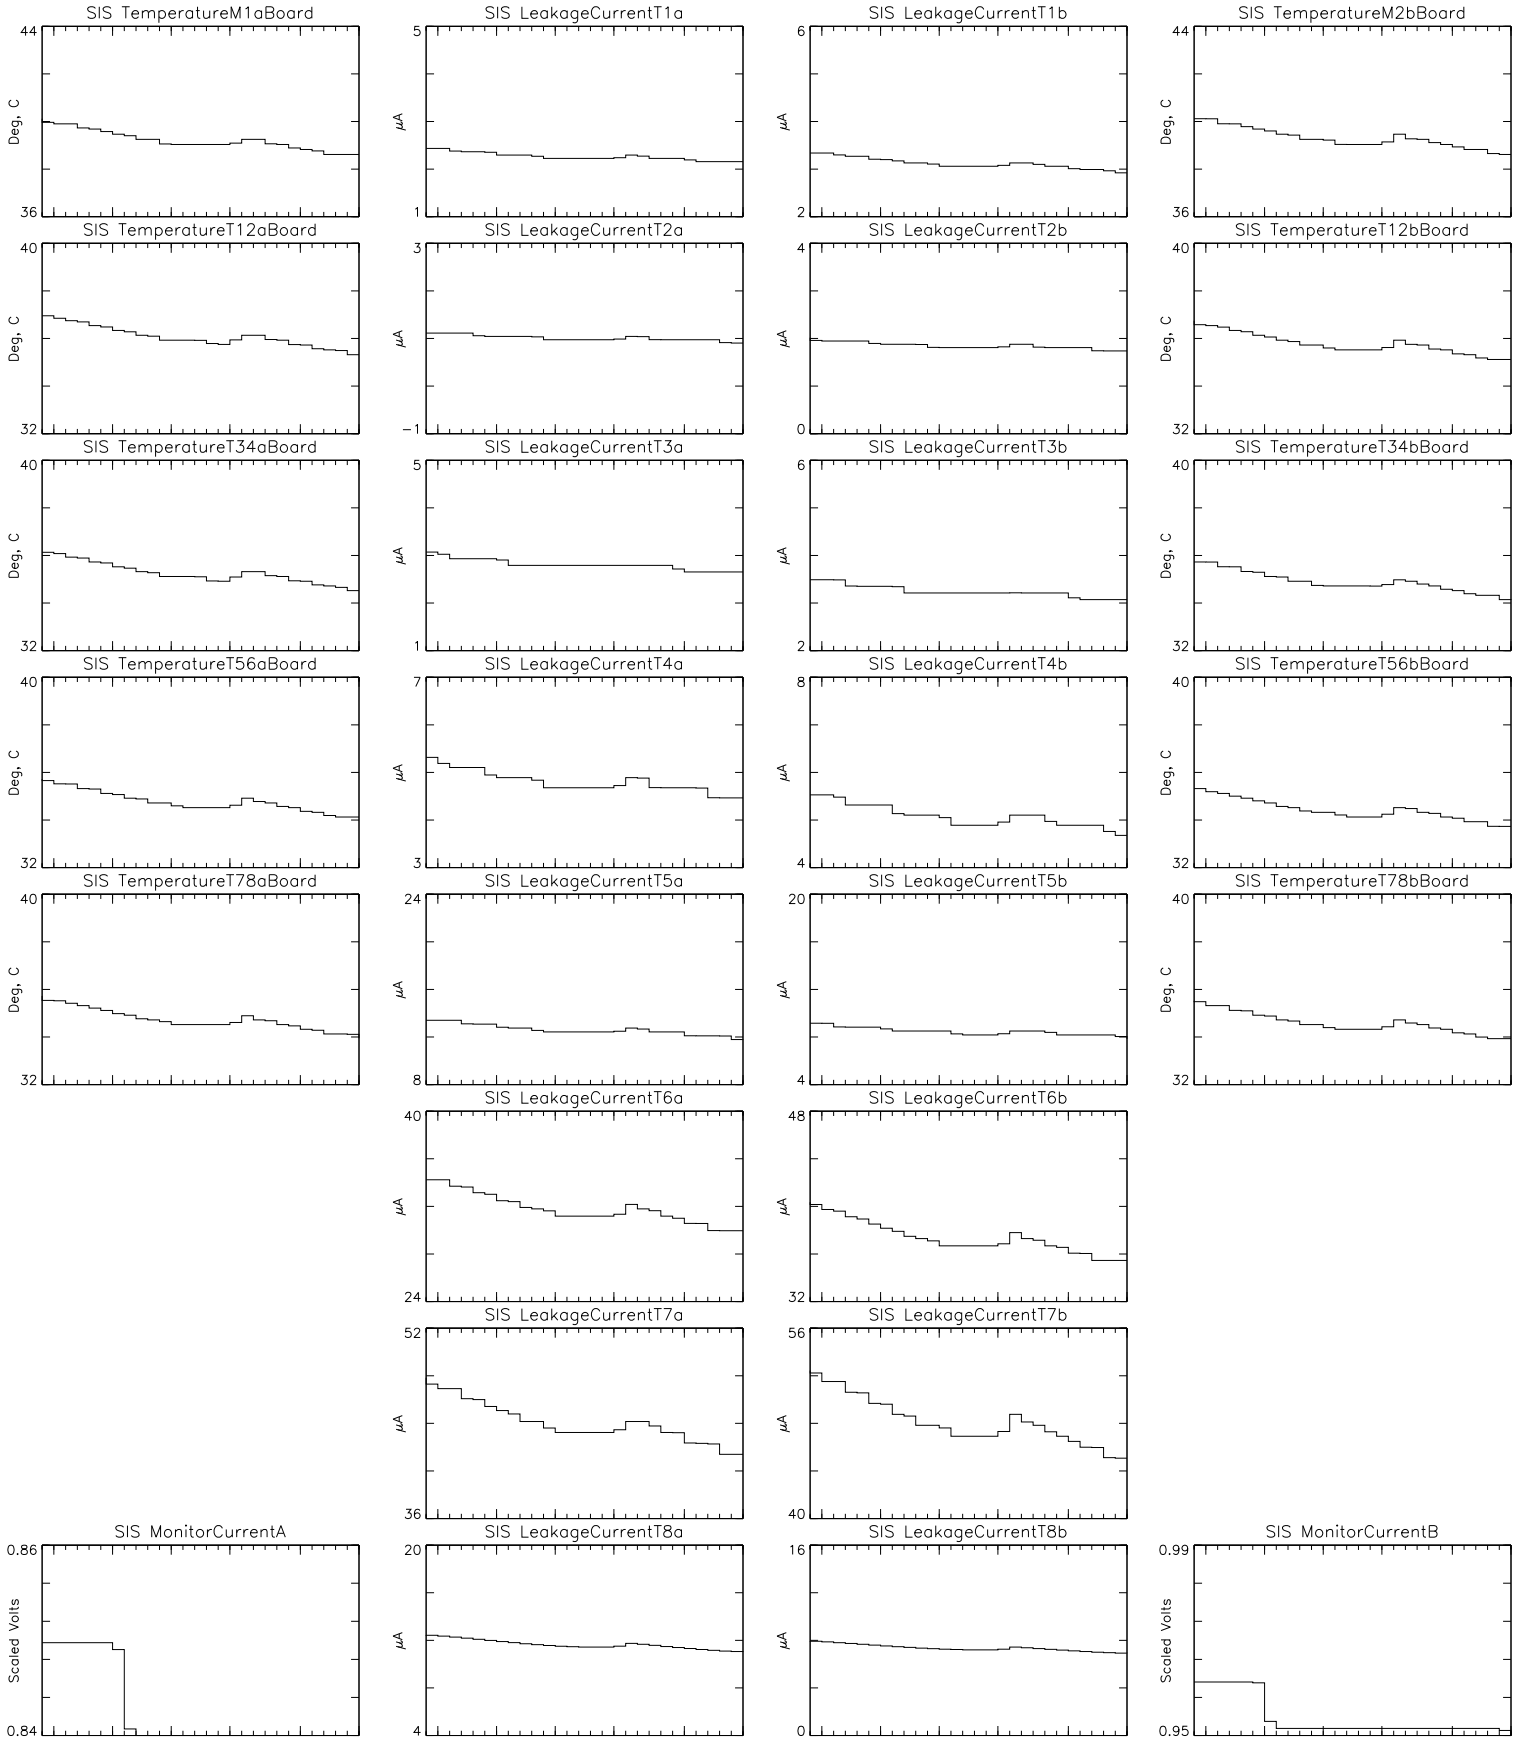 SIS TemperatureM1aBoard SIS LeakageCurrentT1a SIS LeakageCurrentT1b SIS TemperatureM2bBoard
44 5 6 44
Deg, C μA μA Deg, C
36 1 2 36
SIS TemperatureT12aBoard SIS LeakageCurrentT2a SIS LeakageCurrentT2b SIS TemperatureT12bBoard
40 3 4 40
Deg, C μA μA Deg, C
32 −1 0 32
SIS TemperatureT34aBoard SIS LeakageCurrentT3a SIS LeakageCurrentT3b SIS TemperatureT34bBoard
40 5 6 40
Deg, C μA μA Deg, C
32 1 2 32
SIS TemperatureT56aBoard SIS LeakageCurrentT4a SIS LeakageCurrentT4b SIS TemperatureT56bBoard
40 7 8 40
Deg, C μA μA Deg, C
32 3 4 32
SIS TemperatureT78aBoard SIS LeakageCurrentT5a SIS LeakageCurrentT5b SIS TemperatureT78bBoard
40 24 20 40
Deg, C μA μA Deg, C
32 8 4 32
SIS LeakageCurrentT6a SIS LeakageCurrentT6b
40 48
μA μA
24 32
SIS LeakageCurrentT7a SIS LeakageCurrentT7b
52 56
μA μA
36 40
SIS MonitorCurrentA SIS LeakageCurrentT8a SIS LeakageCurrentT8b SIS MonitorCurrentB
0.86 20 16 0.99
Scaled Volts μA μA Scaled Volts
0.84 4 0 0.95